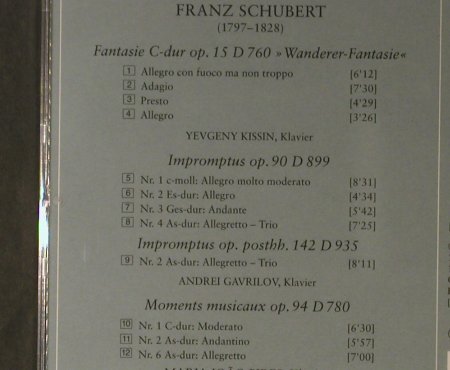 FRANZ SCHUBERT
(1797–1828)
Fantasie C-dur op. 15 D 760 »Wanderer-Fantasie«
1 Allegro con fuoco ma non troppo [6'12]
2 Adagio [7'30]
3 Presto [4'29]
4 Allegro [3'26]
YEVGENY KISSIN, Klavier
Impromptus op. 90 D 899
5 Nr. 1 c-moll: Allegro molto moderato [8'31]
6 Nr. 2 Es-dur: Allegro [4'34]
7 Nr. 3 Ges-dur: Andante [5'42]
8 Nr. 4 As-dur: Allegretto – Trio [7'25]
Impromptus op. posth. 142 D 935
9 Nr. 2 As-dur: Allegretto – Trio [8'11]
ANDREI GAVRILOV, Klavier
Moments musicaux op. 94 D 780
10 Nr. 1 C-dur: Moderato [6'30]
11 Nr. 2 As-dur: Andantino [5'57]
12 Nr. 6 As-dur: Allegretto [7'00]